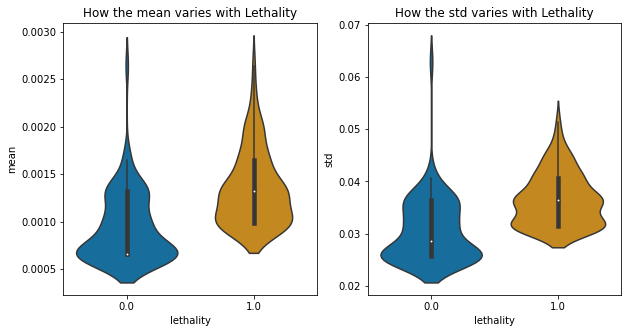 How the mean varies with Lethality
0.0030
0.0025
0.0020
0.0015
0.0010
0.0005
mean
0.0 1.0
lethality
How the std varies with Lethality
0.07
0.06
0.05
0.04
0.03
0.02
std
0.0 1.0
lethality